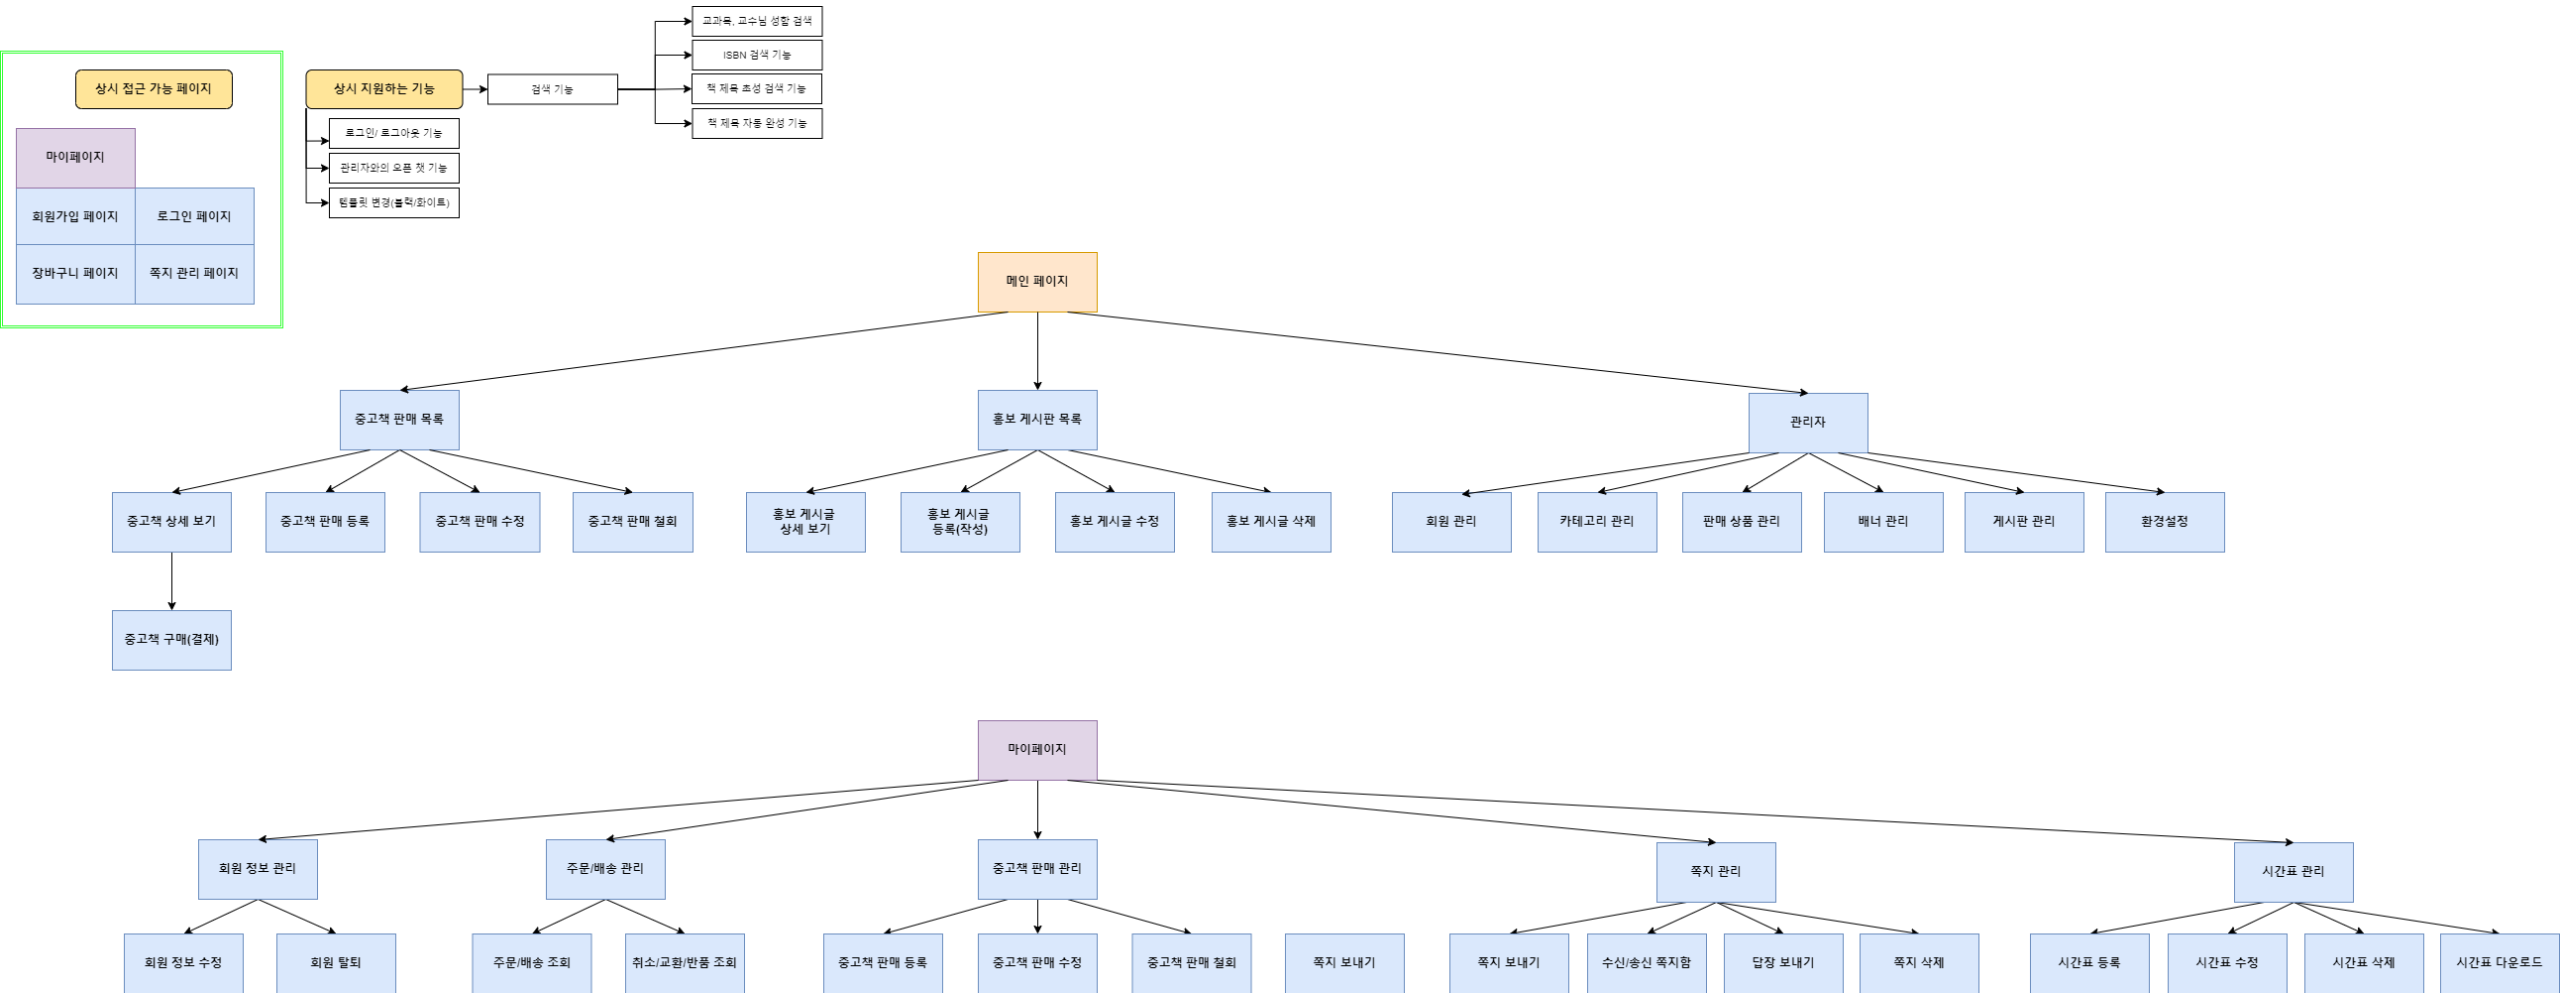 교과목, 교수님 성함 검색
ISBN 검색 기능
상시 접근 가능 페이지
상시 지원하는 기능
검색 기능
책 제목 초성 검색 기능
책 제목 자동 완성 기능
로그인/ 로그아웃 기능
마이페이지
관리자와의 오픈 챗 기능
템플릿 변경(블랙/화이트)
회원가입 페이지
로그인 페이지
장바구니 페이지
쪽지 관리 페이지
메인 페이지
중고책 판매 목록
홍보 게시판 목록
관리자
중고책 상세 보기
중고책 판매 등록
중고책 판매 수정
중고책 판매 철회
홍보 게시글
상세 보기
홍보 게시글
등록(작성)
홍보 게시글 수정
홍보 게시글 삭제
회원 관리
카테고리 관리
판매 상품 관리
배너 관리
게시판 관리
환경설정
중고책 구매(결제)
마이페이지
회원 정보 관리
주문/배송 관리
중고책 판매 관리
쪽지 관리
시간표 관리
회원 정보 수정
회원 탈퇴
주문/배송 조회
취소/교환/반품 조회
중고책 판매 등록
중고책 판매 수정
중고책 판매 철회
쪽지 보내기
쪽지 보내기
수신/송신 쪽지함
답장 보내기
쪽지 삭제
시간표 등록
시간표 수정
시간표 삭제
시간표 다운로드